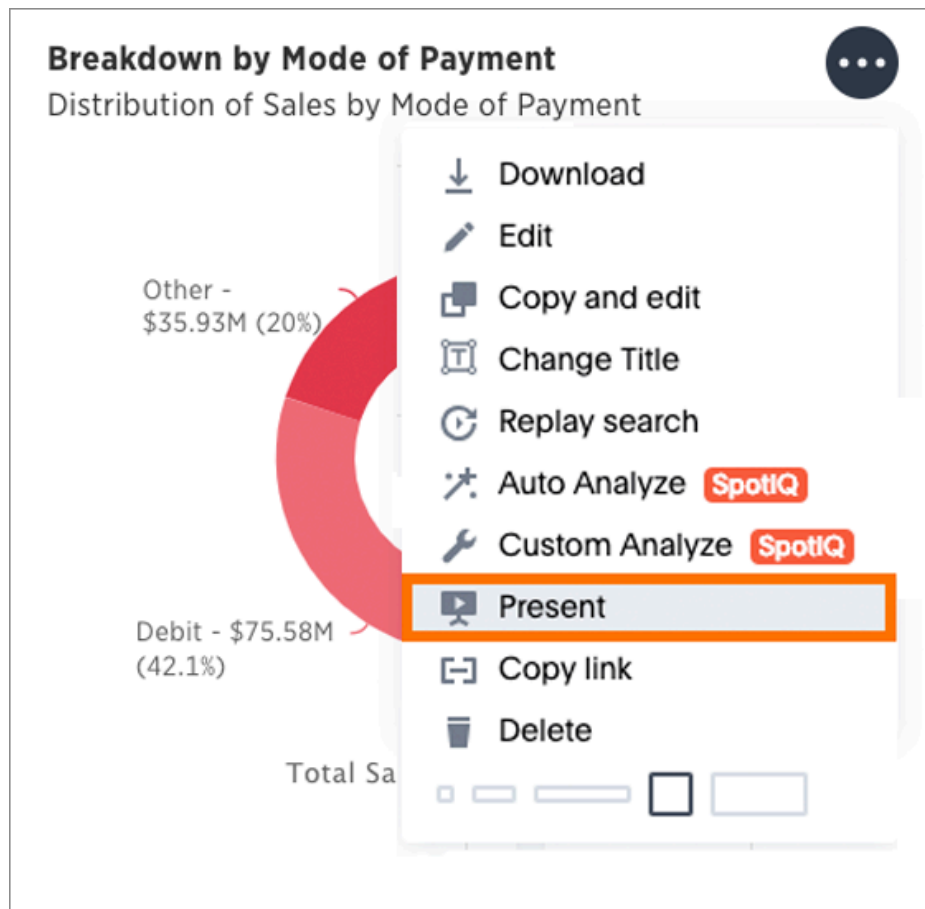 Breakdown by Mode of Payment
Distribution of Sales by Mode of Payment
Download
Edit
Copy and edit
Change Title
Replay search
Auto Analyze SpotIQ
Custom Analyze SpotIQ
Present
Copy link
Delete
Other -
$35.93M (20%)
Debit - $75.58M
(42.1%)
Total Sa